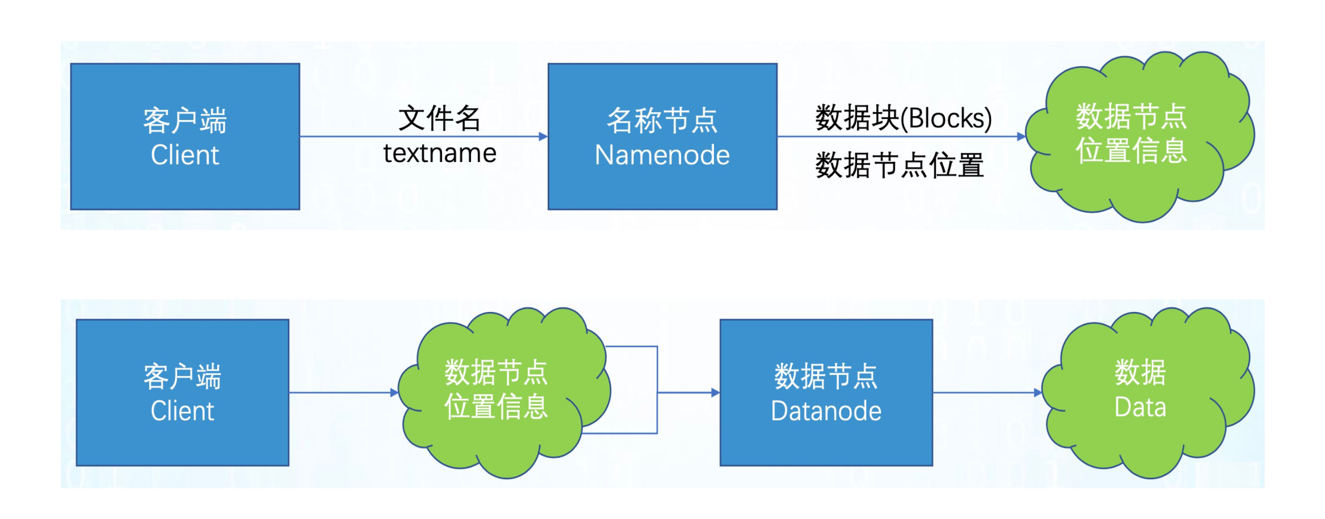 客户端
Client
文件名
textname
名称节点
Namenode
数据块(Blocks)
数据节点位置
数据节点
位置信息
客户端
Client
数据节点
位置信息
数据节点
Datanode
数据
Data